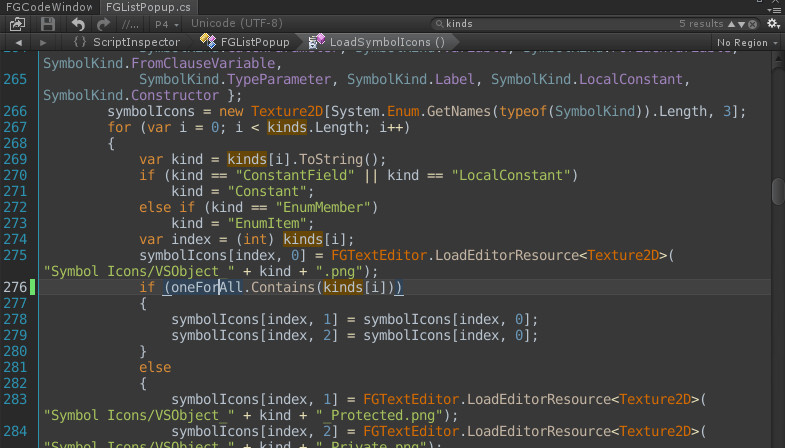 FGCodeWindow FGListPopup.cs
P4 Unicode (UTF-8) kinds 5 results
{ } ScriptInspector FGListPopup LoadSymbolIcons () No Region
SymbolKind.FromClauseVariable,
265 SymbolKind.TypeParameter, SymbolKind.Label, SymbolKind.LocalConstant,
SymbolKind.Constructor };
266 symbolIcons = new Texture2D[System.Enum.GetNames(typeof(SymbolKind)).Length, 3];
267 for (var i = 0; i < kinds.Length; i++)
268 {
269 var kind = kinds[i].ToString();
270 if (kind == "ConstantField" || kind == "LocalConstant")
271 kind = "Constant";
272 else if (kind == "EnumMember")
273 kind = "EnumItem";
274 var index = (int) kinds[i];
275 symbolIcons[index, 0] = FGTextEditor.LoadEditorResource<Texture2D>(
"Symbol Icons/VSObject_" + kind + ".png");
276 if (oneForAll.Contains(kinds[i]))
277 {
278 symbolIcons[index, 1] = symbolIcons[index, 0];
279 symbolIcons[index, 2] = symbolIcons[index, 0];
280 }
281 else
282 {
283 symbolIcons[index, 1] = FGTextEditor.LoadEditorResource<Texture2D>(
"Symbol Icons/VSObject_" + kind + "_Protected.png");
284 symbolIcons[index, 2] = FGTextEditor.LoadEditorResource<Texture2D>(
"Symbol Icons/VSObject_" + kind + "_Private.png");